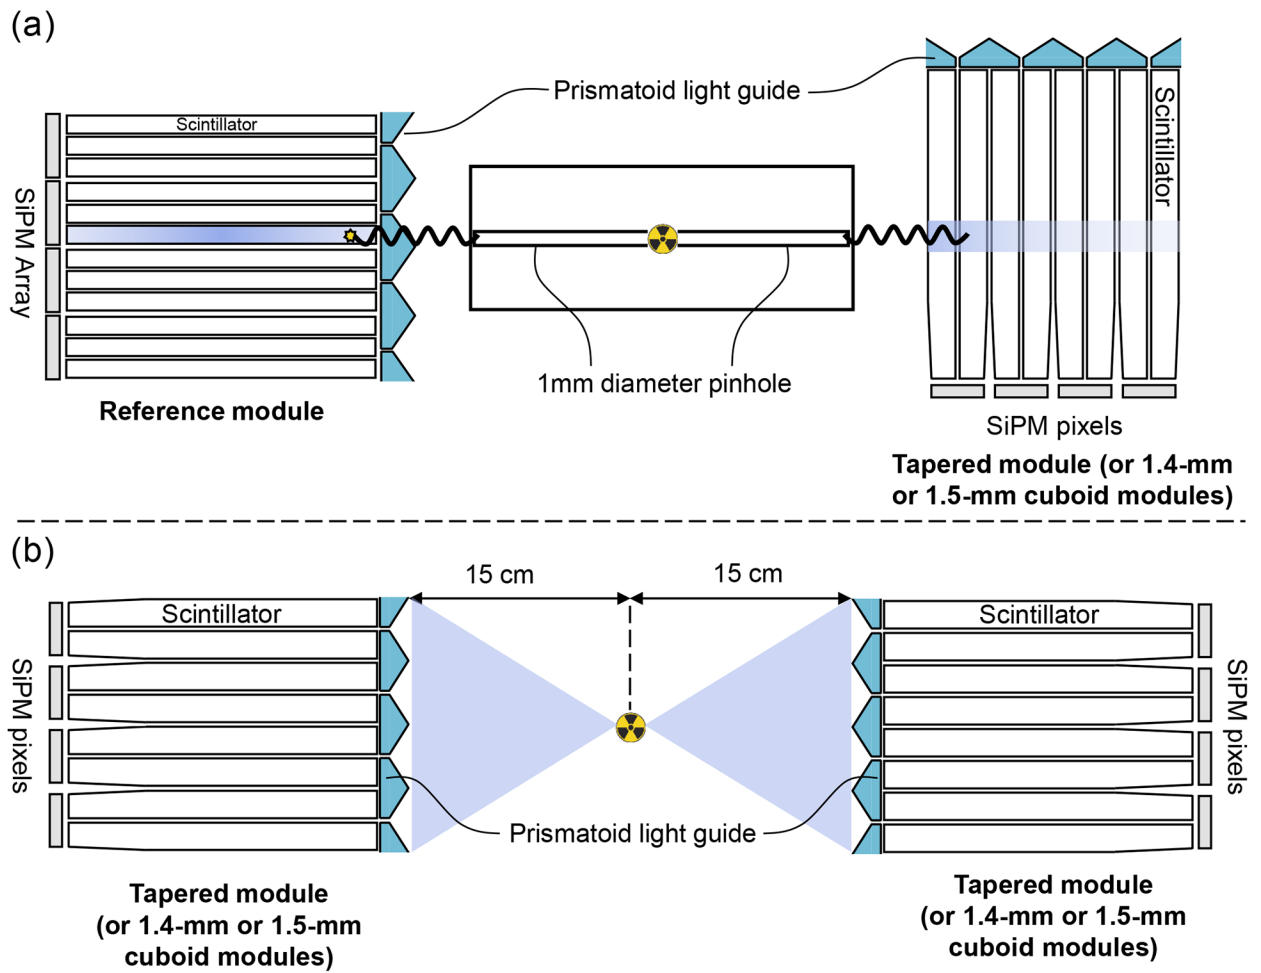 (a)
Prismatoid light guide
Scintillator
Scintillator
SiPM Array
1mm diameter pinhole
Reference module
SiPM pixels
Tapered module (or 1.4-mm
or 1.5-mm cuboid modules)
(b)
15 cm
15 cm
Scintillator
Scintillator
SiPM pixels
SiPM pixels
Prismatoid light guide
Tapered module
(or 1.4-mm or 1.5-mm
cuboid modules)
Tapered module
(or 1.4-mm or 1.5-mm
cuboid modules)